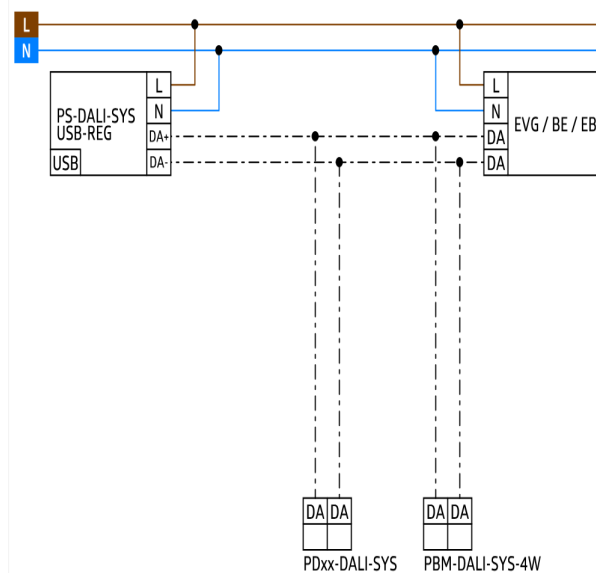 L
N
PS-DALI-SYS
USB-REG
USB
L
N
DA+
DA-
L
N
DA
DA
EVG / BE / EB
DA DA
DA DA
PDxx-DALI-SYS
PBM-DALI-SYS-4W